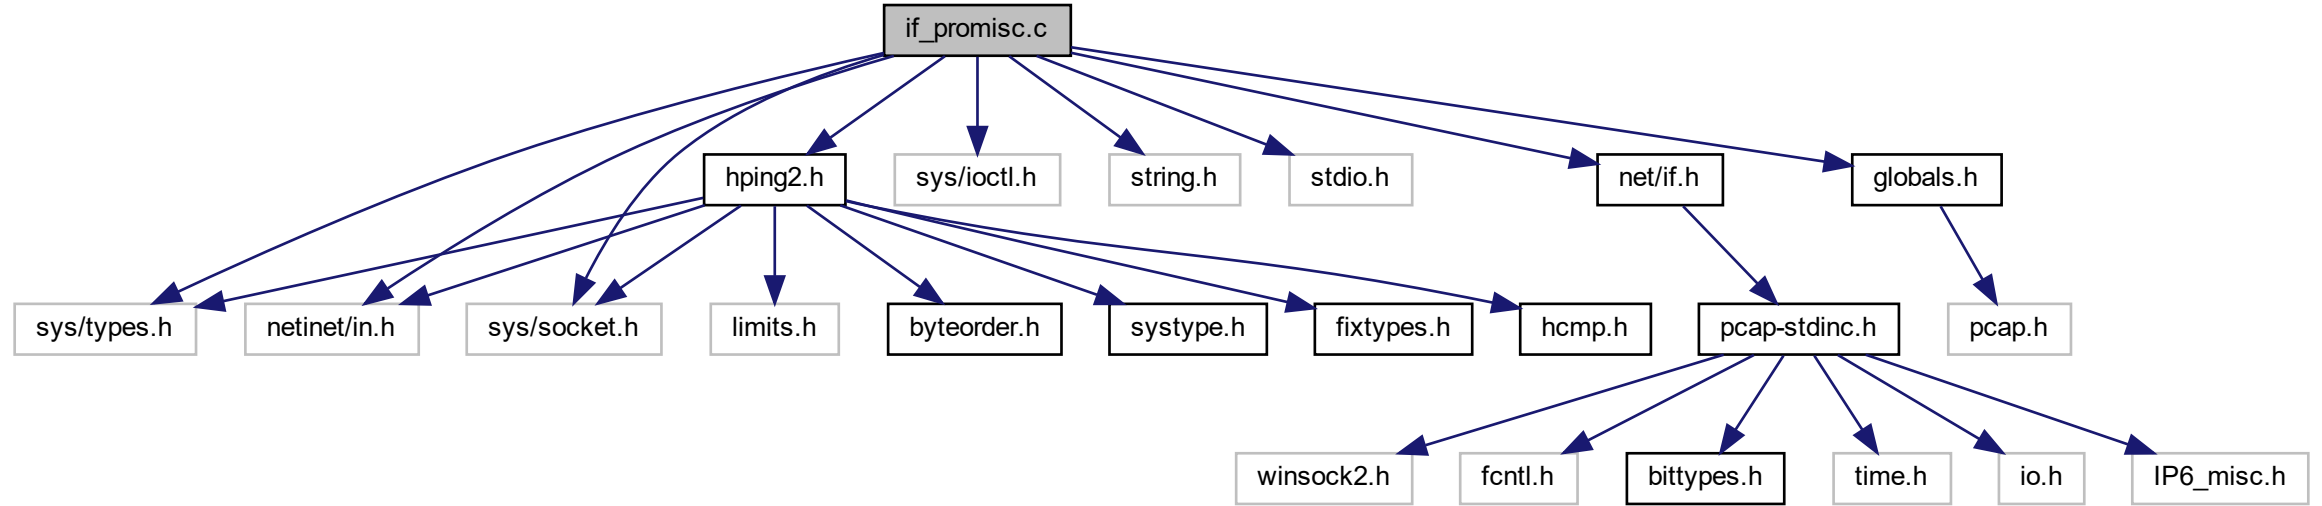 if_promisc.c
hping2.h
sys/ioctl.h
string.h
stdio.h
net/if.h
globals.h
sys/types.h
netinet/in.h
sys/socket.h
limits.h
byteorder.h
systype.h
fixtypes.h
hcmp.h
pcap-stdinc.h
pcap.h
winsock2.h
fcntl.h
bittypes.h
time.h
io.h
IP6_misc.h